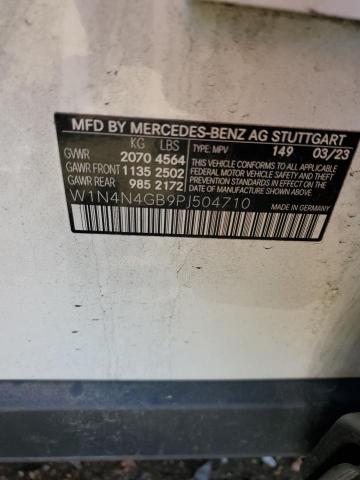 MFD BY MERCEDES-BENZ AG STUTTGART
KG LBS TYPE: MPV 149 03/23
GVWR 2070 4564
GAWR FRONT 1135 2502
GAWR REAR 985 2172
THIS VEHICLE CONFORMS TO ALL APPLICABLE
FEDERAL MOTOR VEHICLE SAFETY, BUMPER, AND THEFT
PREVENTION STANDARDS IN EFFECT ON THE DATE OF
MANUFACTURE SHOWN ABOVE.
W1N4N4GB9PJ504710 MADE IN GERMANY